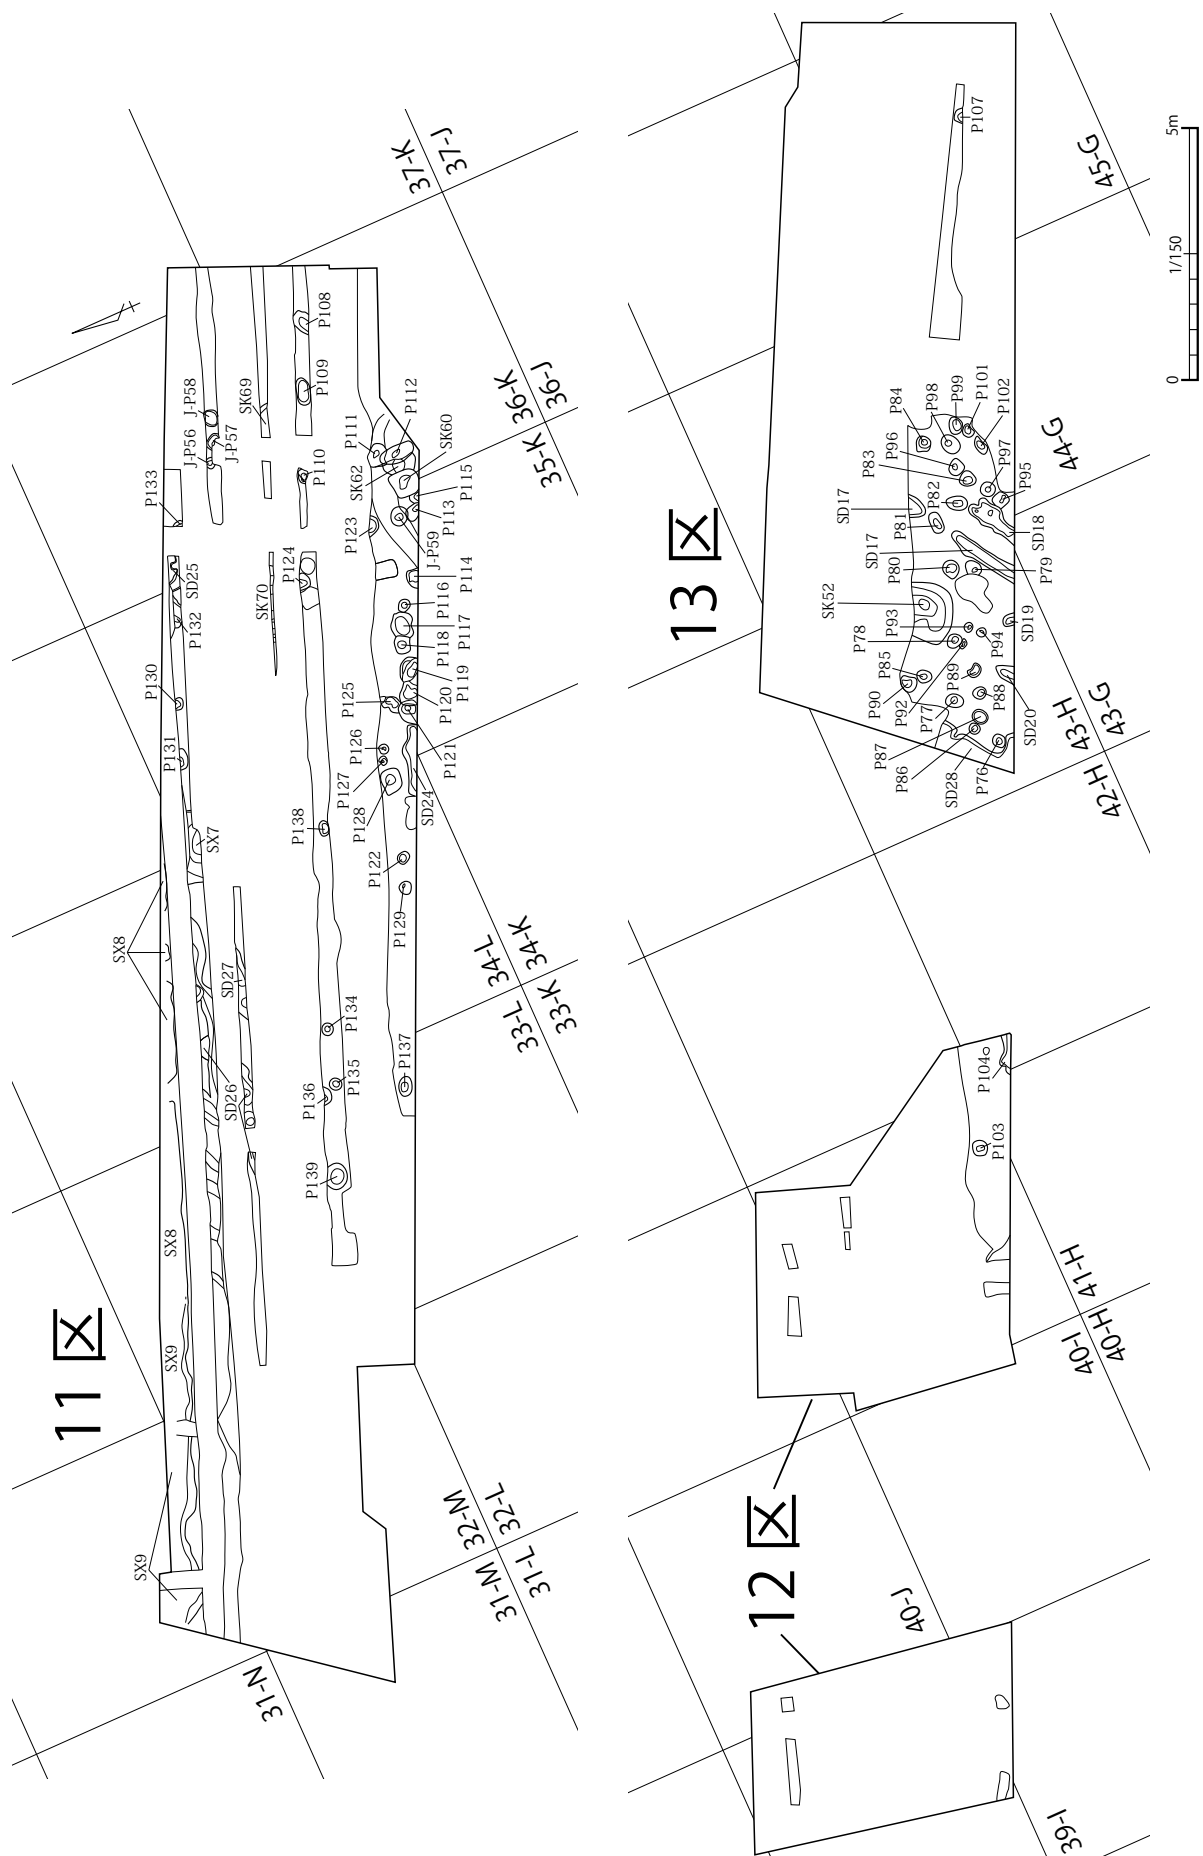 11 区
31-N
31-M
32-M
31-L
32-L
33-L
34-L
33-K
34-K
35-K
36-K
36-J
37-K
37-J
SX9
SX9
SX8
SX8
SX7
SD26
SD27
P131
P130
P132
SD25
P133
J-P56
J-P57
J-P58
SK69
SK70
P108
P109
P110
P124
P138
P134
P135
P136
P139
P137
P129
P122
SD24
P128
P127
P126
P125
P121
P120
P119
P118
P117
P116
P114
J-P59
P113
P115
P123
SK62
SK60
P111
P112
12 区
39-I
40-J
40-I
41-H
40-H
P103
P104
13 区
42-H
43-H
43-G
44-G
45-G
P107
P84
P98
P99
P101
P102
P96
P83
P97
P95
P82
SD17
P81
SD17
SD18
P80
P79
SK52
P93
P78
P94
SD19
P85
P90
P92
P89
P77
P88
SD20
P87
P86
SD28
P76
0
1/150
5m